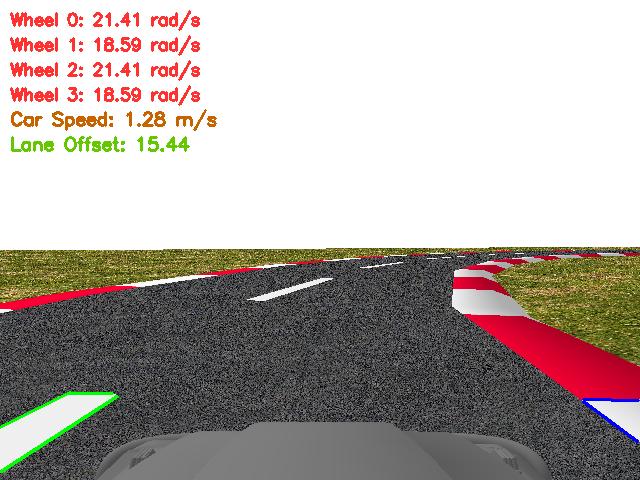 Wheel 0: 21.41 rad/s
Wheel 1: 18.59 rad/s
Wheel 2: 21.41 rad/s
Wheel 3: 18.59 rad/s
Car Speed: 1.28 m/s
Lane Offset: 15.44